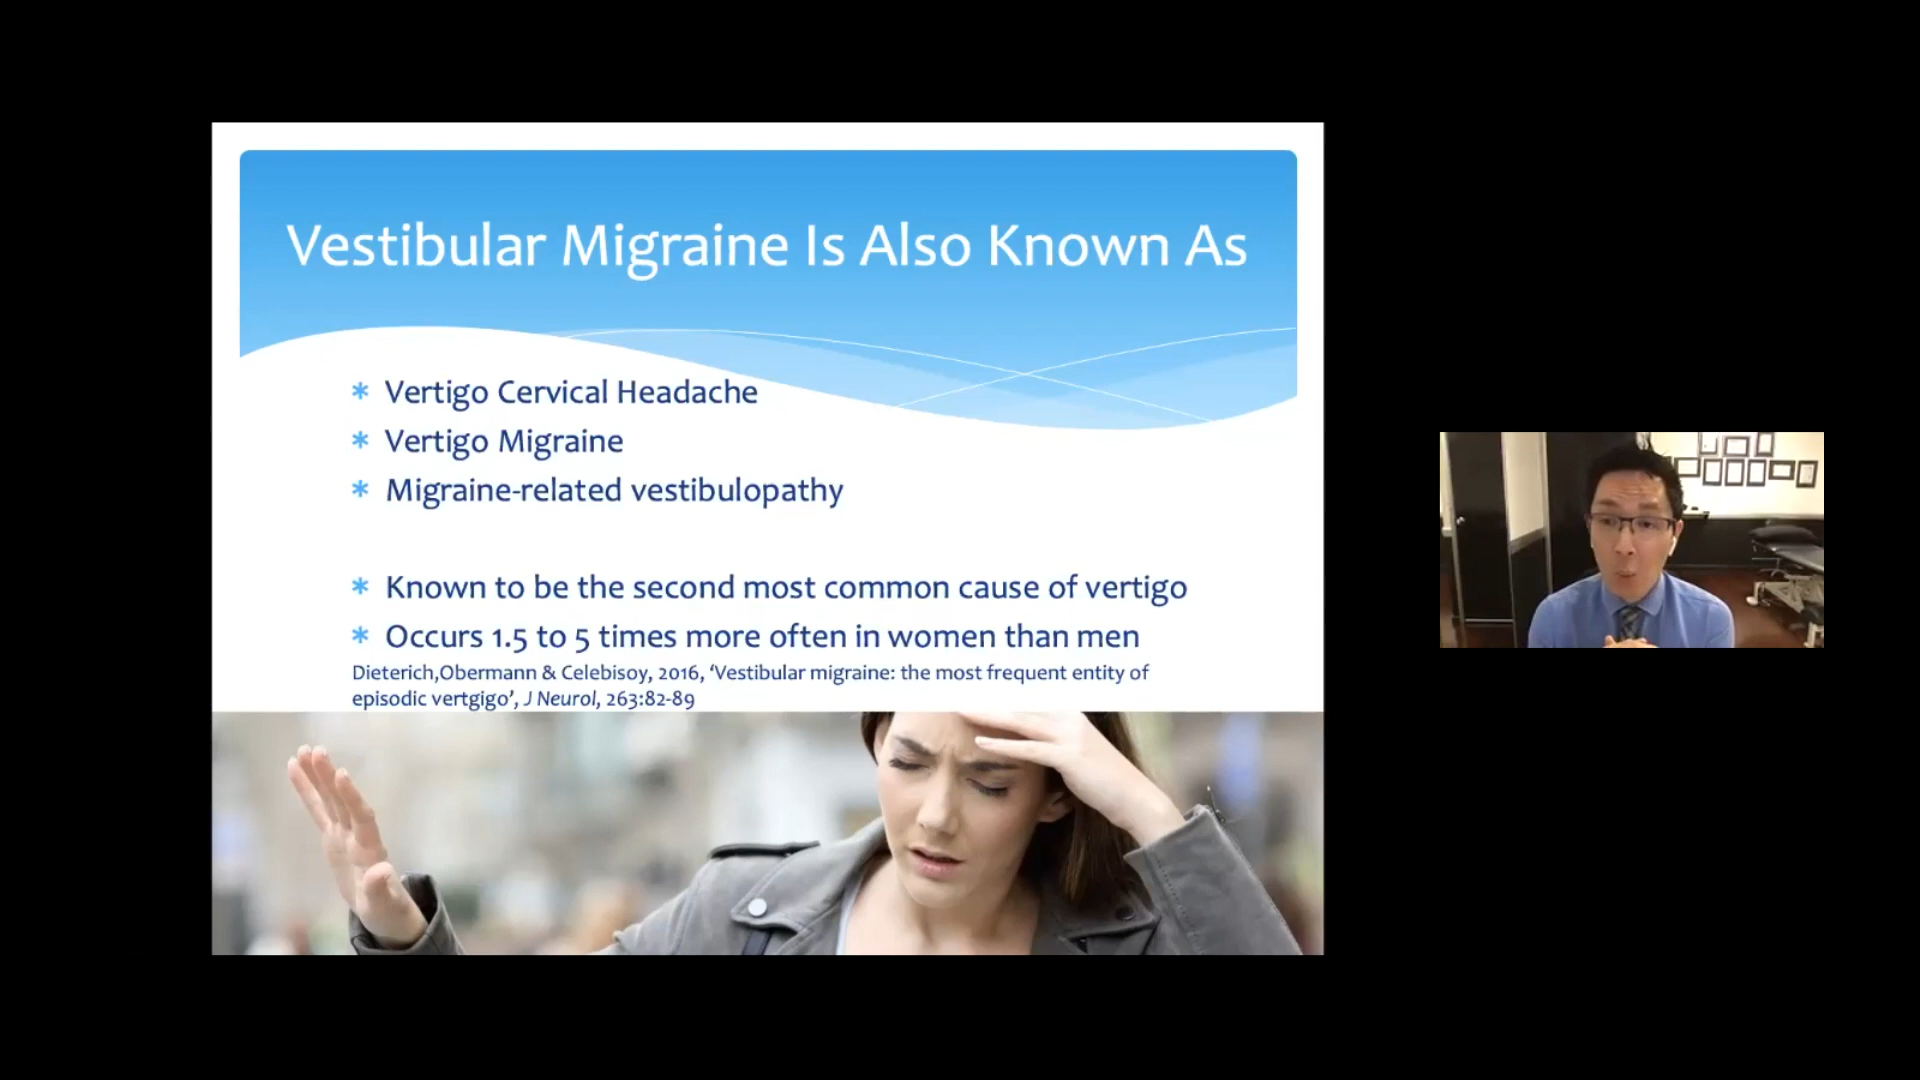 Vestibular Migraine Is Also Known As
* Vertigo Cervical Headache
* Vertigo Migraine
* Migraine-related vestibulopathy
* Known to be the second most common cause of vertigo
* Occurs 1.5 to 5 times more often in women than men
Dieterich,Obermann & Celebisoy, 2016, ‘Vestibular migraine: the most frequent entity of
episodic vertgigo’, J Neurol, 263:82-89